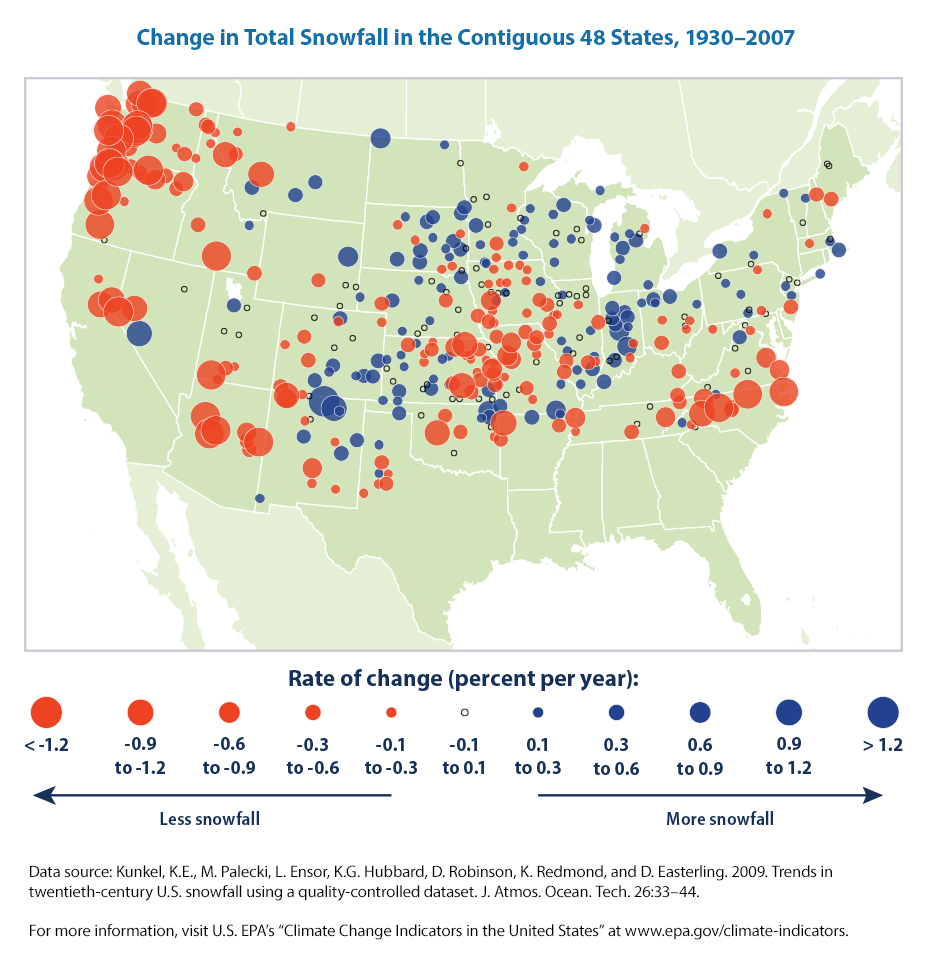 Change in Total Snowfall in the Contiguous 48 States, 1930–2007
Rate of change (percent per year):
< -1.2 -0.9 -0.6 -0.3 -0.1 -0.1 0.1 0.3 0.6 0.9 > 1.2
to -1.2 to -0.9 to -0.6 to -0.3 to 0.1 to 0.3 to 0.6 to 0.9 to 1.2
Less snowfall More snowfall
Data source: Kunkel, K.E., M. Palecki, L. Ensor, K.G. Hubbard, D. Robinson, K. Redmond, and D. Easterling. 2009. Trends in
twentieth-century U.S. snowfall using a quality-controlled dataset. J. Atmos. Ocean. Tech. 26:33–44.
For more information, visit U.S. EPA’s “Climate Change Indicators in the United States” at www.epa.gov/climate-indicators.